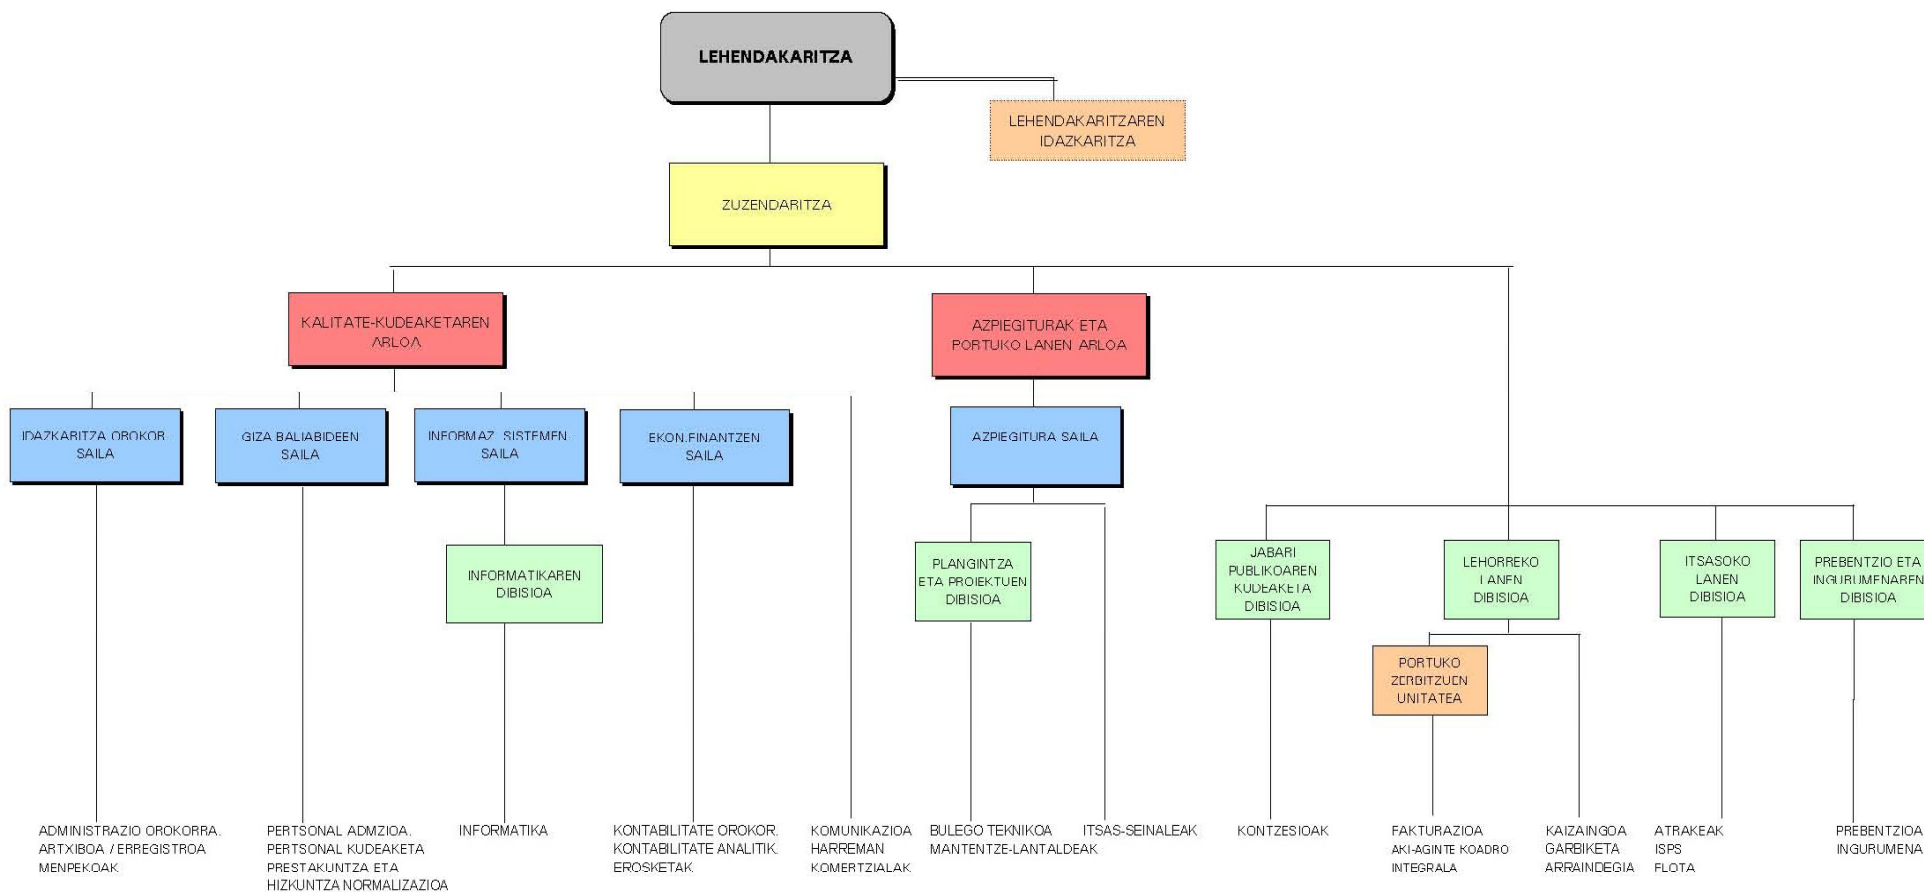 LEHENDAKARITZA
LEHENDAKARITZAREN
IDAZKARITZA
ZUZENDARITZA
KALITATE-KUDEAKETAREN
ARLOA
AZPIEGITURAK ETA
PORTUKO LANEN ARLOA
IDAZKARITZA OROKOR
SAILA
GIZA BALIABIDEEN
SAILA
INFORMAZ. SISTEMEN
SAILA
EKON.FINANTZEN
SAILA
AZPIEGITURA SAILA
INFORMATIKAREN
DIBISIOA
PLANGINTZA
ETA PROIEKTUEN
DIBISIOA
JABARI
PUBLIKOAREN
KUDEAKETA
DIBISIOA
LEHORREKO
LANEN
DIBISIOA
ITSASOKO
LANEN
DIBISIOA
PREBENTZIO ETA
INGURUMENAREN
DIBISIOA
PORTUKO
ZERBITZUEN
UNITATEA
ADMINISTRAZIO OROKORRA.
ARTXIBOA / ERREGISTROA
MENPEKOAK
PERTSONAL ADMZIOA.
PERTSONAL KUDEAKETA
PRESTAKUNTZA ETA
HIZKUNTZA NORMALIZAZIOA
INFORMATIKA
KONTABILITATE OROKOR.
KONTABILITATE ANALITIK.
EROSKETAK
KOMUNIKAZIOA
HARREMAN
KOMERTZIALAK
BULEGO TEKNIKOA
MANTENTZE-LANTALDEAK
ITSAS-SEINALEAK
KONTZESIOAK
FAKTURAZIOA
AKI-AGINTE KOADRO
INTEGRALA
KAIZAINGOA
GARBIKETA
ARRAINDEGIA
ATRAKEAK
ISPS
FLOTA
PREBENTZIOA
INGURUMENA